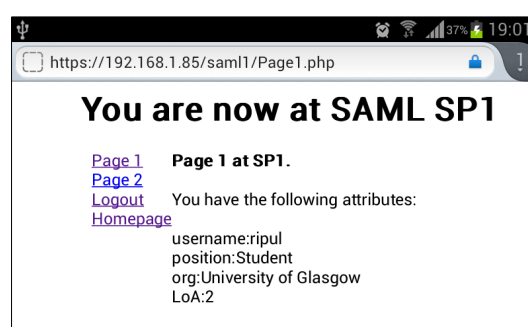 37% 19:01
https://192.168.1.85/saml1/Page1.php 1
You are now at SAML SP1
Page 1 Page 1 at SP1.
Page 2
Logout You have the following attributes:
Homepage
username:ripul
position:Student
org:University of Glasgow
LoA:2